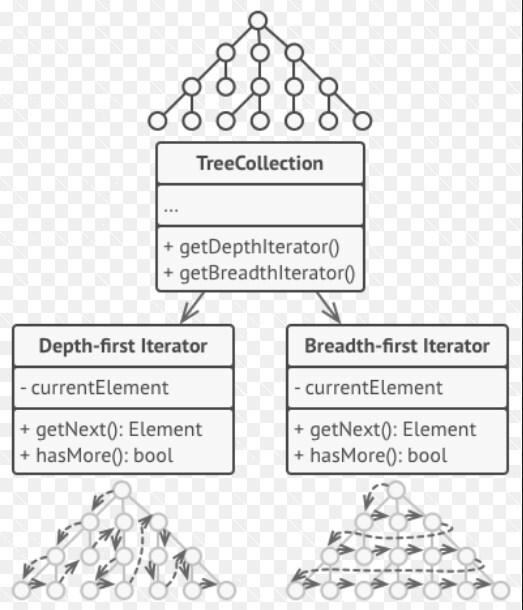 TreeCollection
...
+ getDepthIterator()
+ getBreadthIterator()
Depth-first Iterator
- currentElement
+ getNext(): Element
+ hasMore(): bool
Breadth-first Iterator
- currentElement
+ getNext(): Element
+ hasMore(): bool